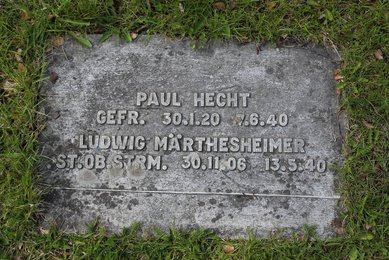 PAUL HECHT
GEFR. 30.1.20 7.6.40
LUDWIG MÄRTHESHEIMER
ST.OB.STRM. 30.11.06 13.5.40